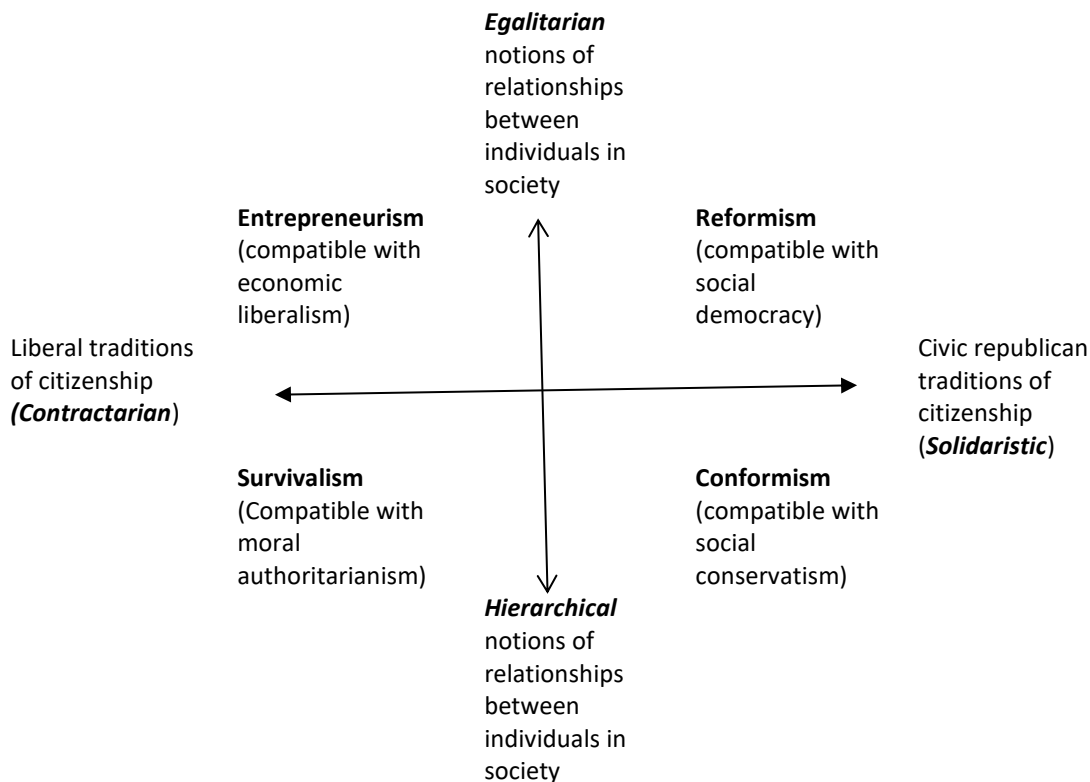 Egalitarian
notions of
relationships
between
individuals in
society
Entrepreneurism
(compatible with
economic
liberalism)
Reformism
(compatible with
social
democracy)
Liberal traditions
of citizenship
(Contractarian)
Civic republican
traditions of
citizenship
(Solidaristic)
Survivalism
(Compatible with
moral
authoritarianism)
Conformism
(compatible with
social
conservatism)
Hierarchical
notions of
relationships
between
individuals in
society